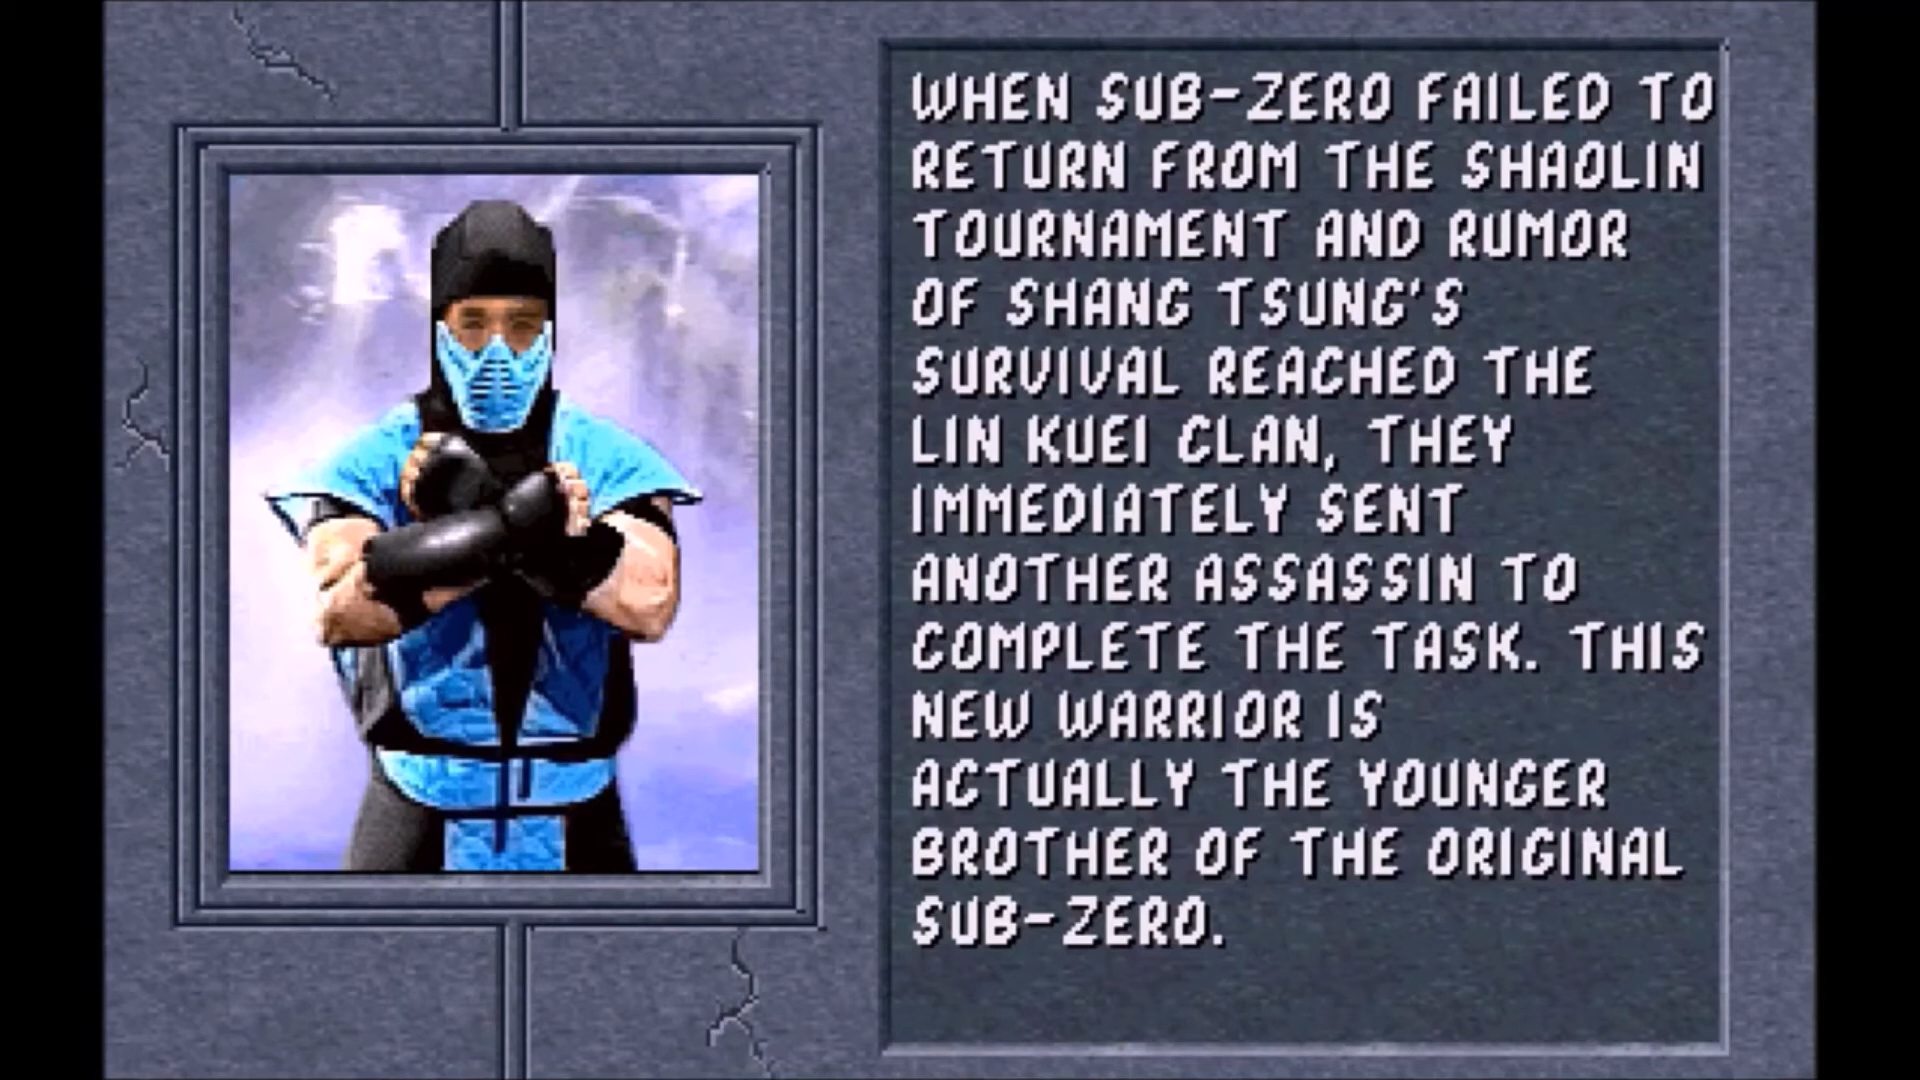 WHEN SUB-ZERO FAILED TO
RETURN FROM THE SHAOLIN
TOURNAMENT AND RUMOR
OF SHANG TSUNG'S
SURVIVAL REACHED THE
LIN KUEI CLAN, THEY
IMMEDIATELY SENT
ANOTHER ASSASSIN TO
COMPLETE THE TASK. THIS
NEW WARRIOR IS
ACTUALLY THE YOUNGER
BROTHER OF THE ORIGINAL
SUB-ZERO.